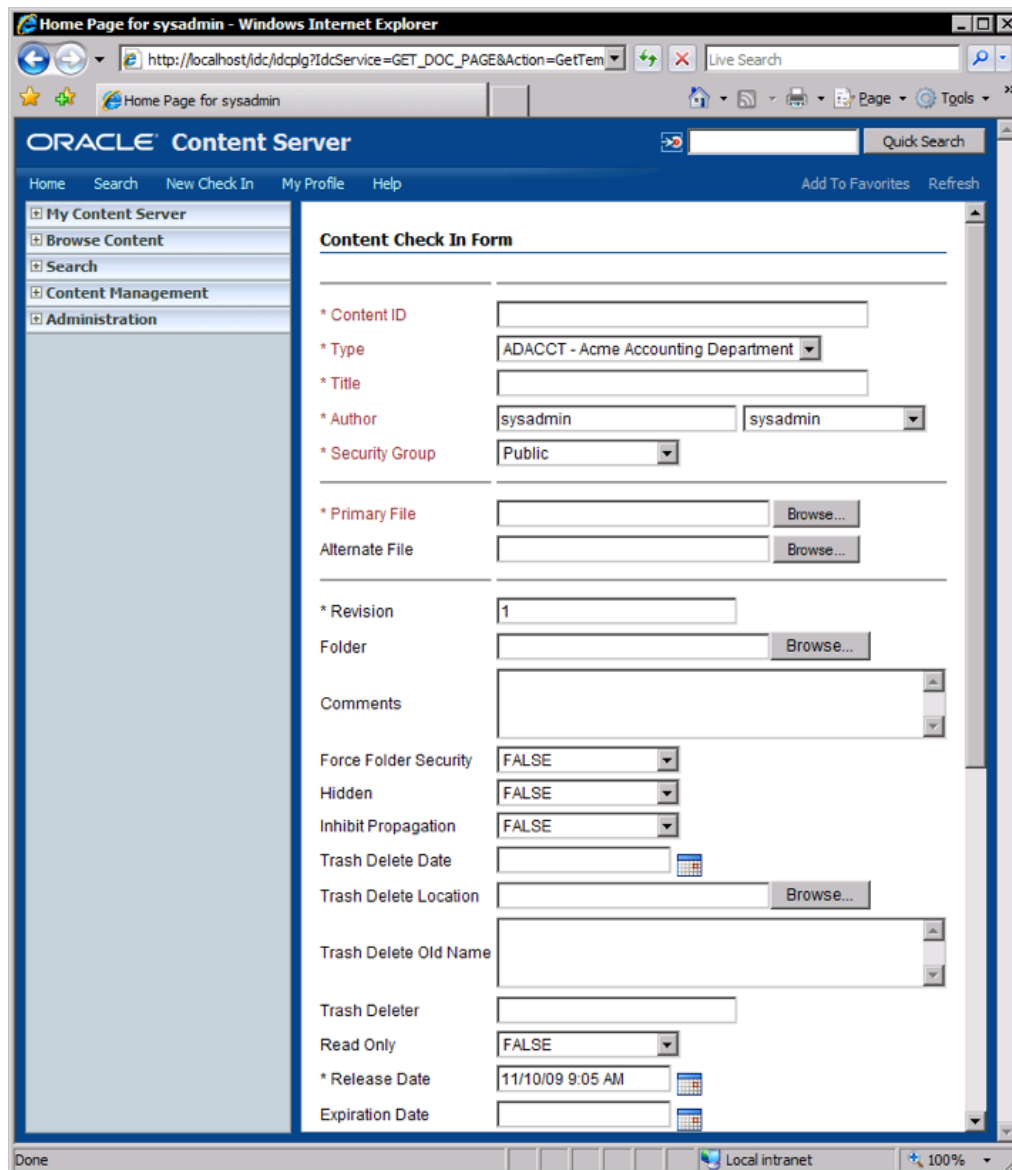 Home Page for sysadmin - Windows Internet Explorer
http://localhost/idc/idcplg?IdcService=GET_DOC_PAGE&Action=GetTem
Live Search
Home Page for sysadmin
Page
Tools
»
ORACLE Content Server
Quick Search
Home Search New Check In My Profile Help Add To Favorites Refresh
My Content Server
Browse Content
Search
Content Management
Administration
Content Check In Form
* Content ID
* Type ADACCT - Acme Accounting Department
* Title
* Author sysadmin sysadmin
* Security Group Public
* Primary File Browse...
Alternate File Browse...
* Revision 1
Folder Browse...
Comments
Force Folder Security FALSE
Hidden FALSE
Inhibit Propagation FALSE
Trash Delete Date
Trash Delete Location Browse...
Trash Delete Old Name
Trash Deleter
Read Only FALSE
* Release Date 11/10/09 9:05 AM
Expiration Date
Done Local intranet 100%